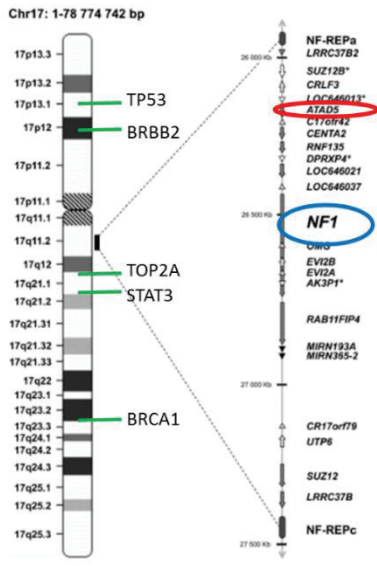 Chr17: 1-78 774 742 bp
17p13.3
17p13.2
17p13.1
17p12
17p11.2
17p11.1
17q11.1
17q11.2
17q12
17q21.1
17q21.2
17q21.31
17q21.32
17q21.33
17q22
17q23.1
17q23.2
17q23.3
17q24.1
17q24.2
17q24.3
17q25.1
17q25.2
17q25.3
TP53
BRBB2
TOP2A
STAT3
BRCA1
NF-REPa
26 000 Kb
LRRC37B2
SUZ12B*
CRLF3
LOC646013*
ATAD5
C17ofr42
CENTA2
RNF135
DPRXP4*
LOC646021
LOC646037
26 500 Kb
NF1
OMG
EVI2B
EVI2A
AK3P1*
RAB11FIP4
MIRN193A
MIRN365-2
27 000 Kb
CR17orf79
UTP6
SUZ12
LRRC37B
NF-REPc
27 500 Kb